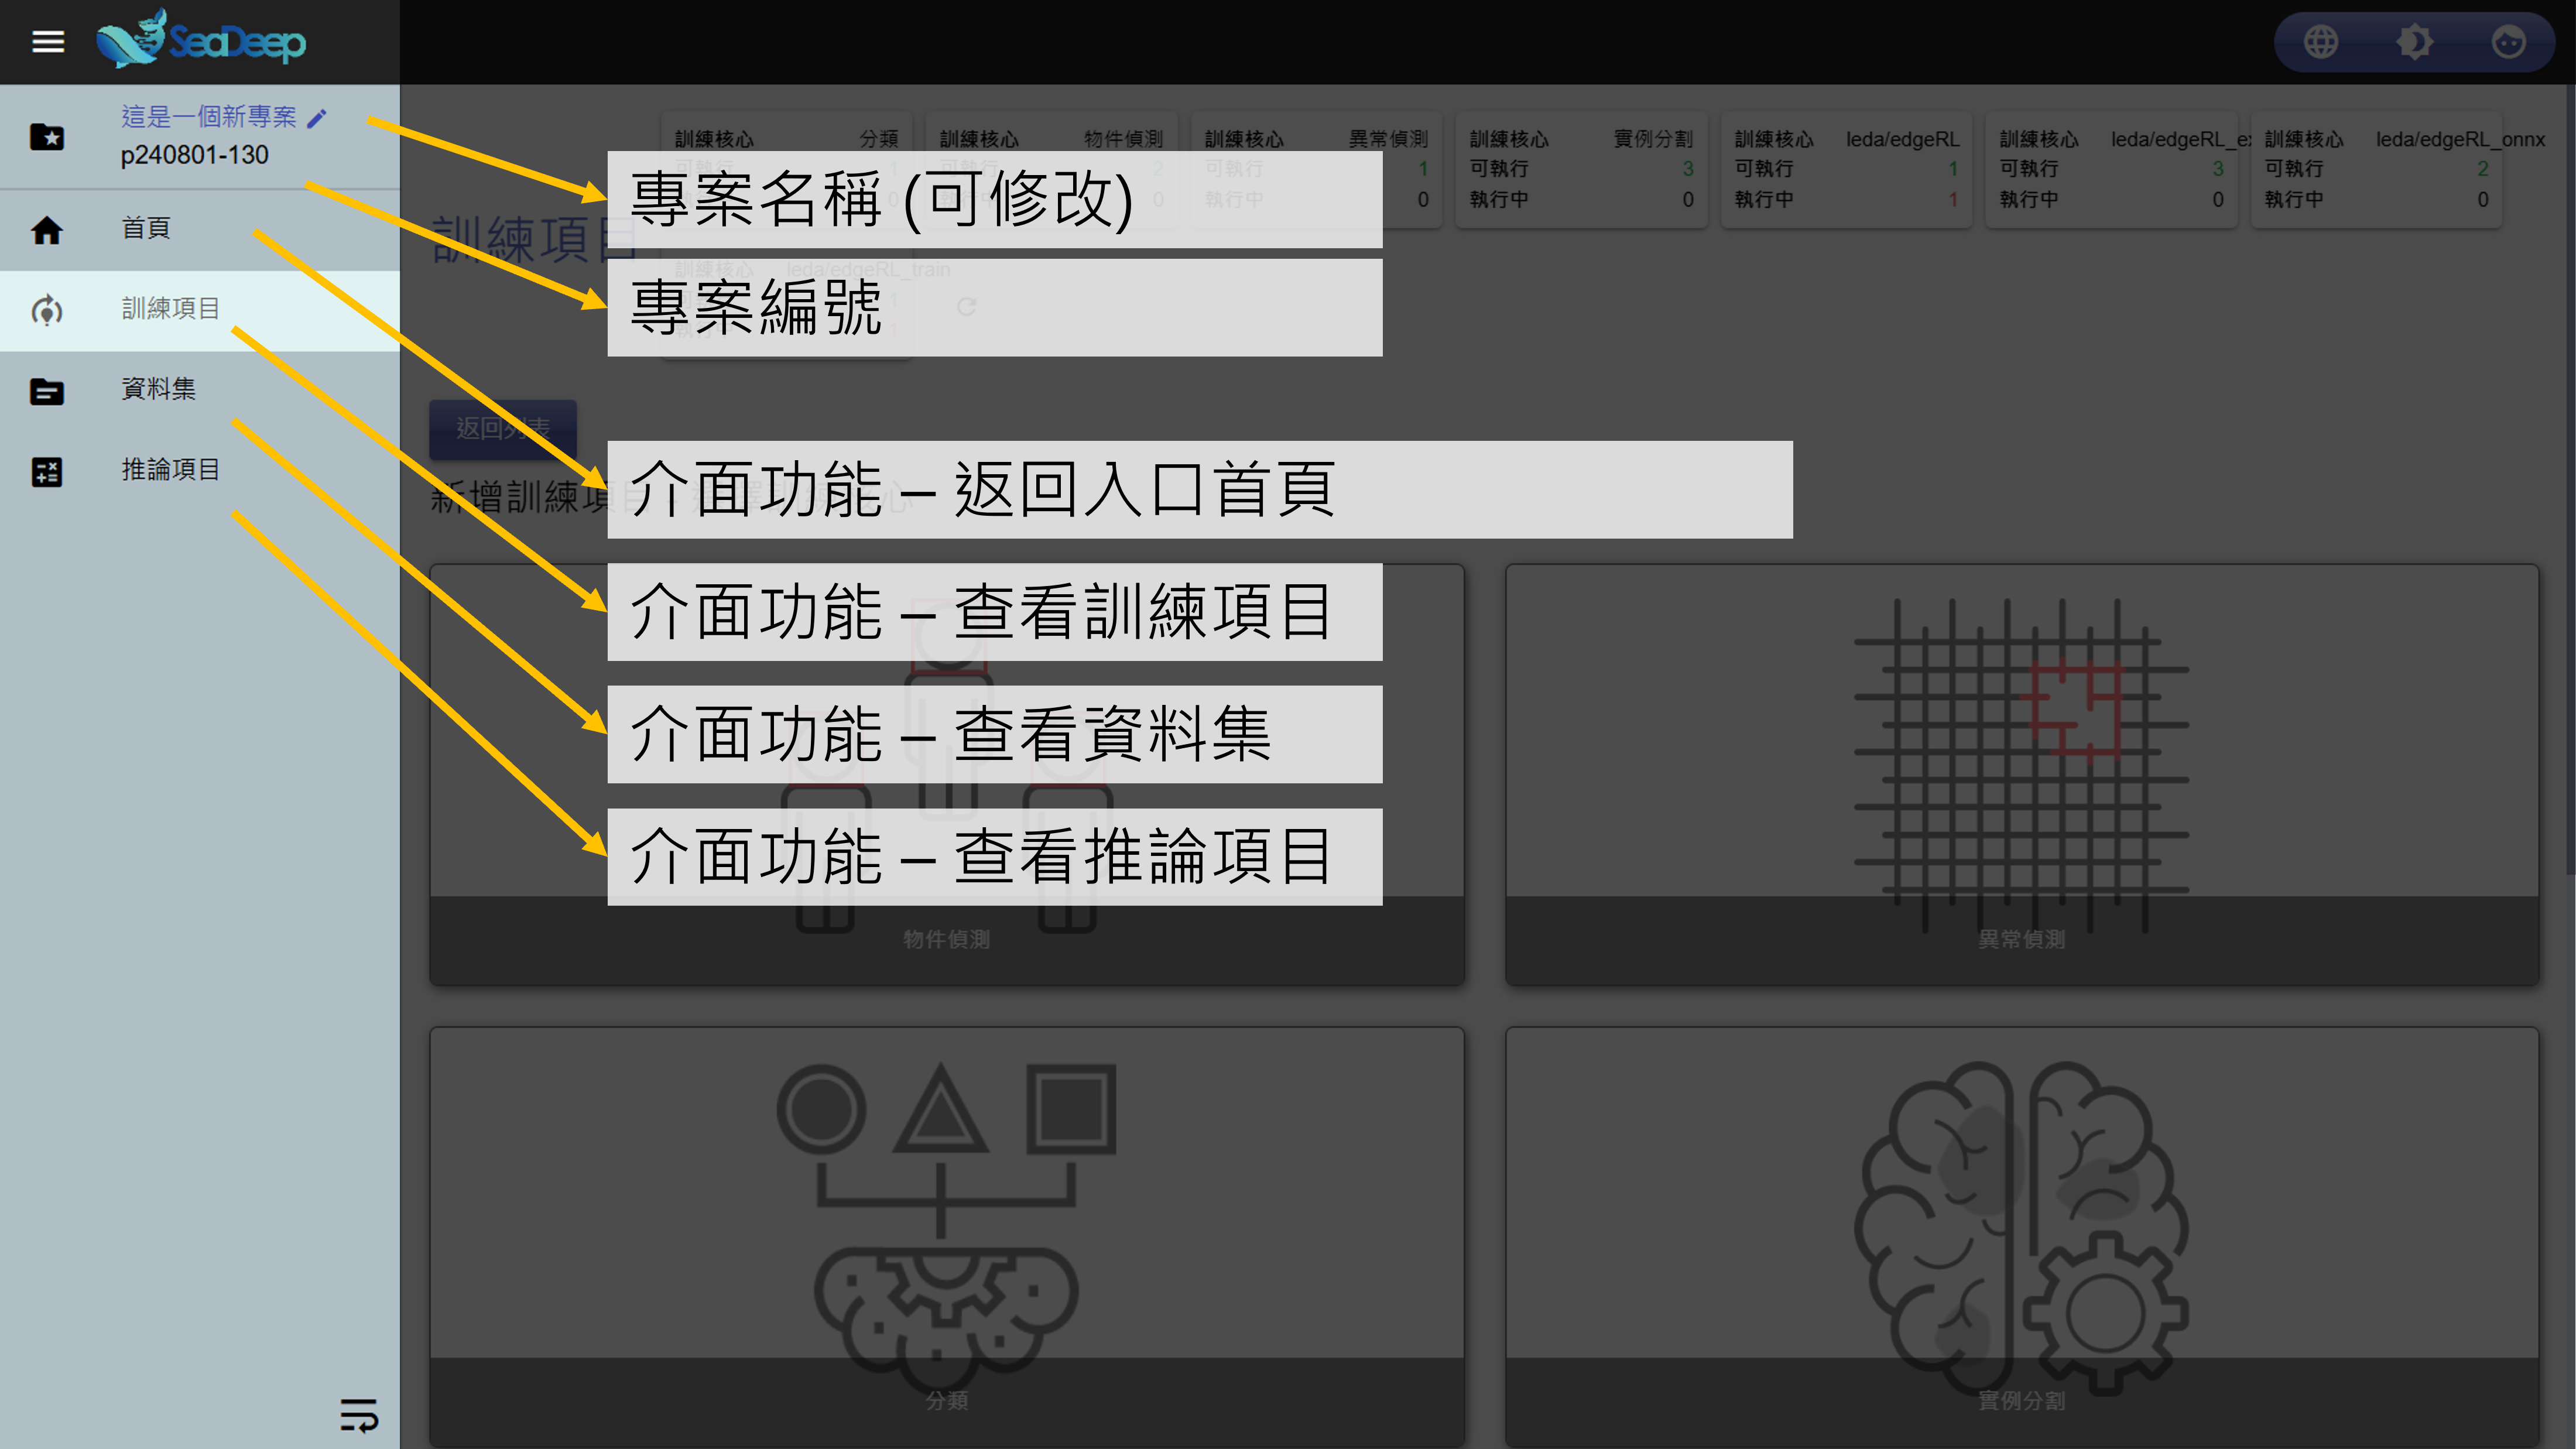 SeaDeep
這是一個新專案
p240801-130
首頁
訓練項目
資料集
推論項目
訓練核心 分類
可執行 1
0
訓練核心 物件偵測
可執行 2
0
訓練核心 異常偵測
可執行 1
執行中 0
訓練核心 實例分割
可執行 3
執行中 0
訓練核心 leda/edgeRL
可執行 1
執行中 1
訓練核心 leda/edgeRL_e
可執行 3
執行中 0
訓練核心 leda/edgeRL_onnx
可執行 2
執行中 0
訓練項目
訓練核心 leda/edgeRL_train
專案名稱 (可修改)
專案編號
返回列表
新增訓練項目
介面功能 – 返回入口首頁
介面功能 – 查看訓練項目
介面功能 – 查看資料集
介面功能 – 查看推論項目
物件偵測
異常偵測
分類
實例分割